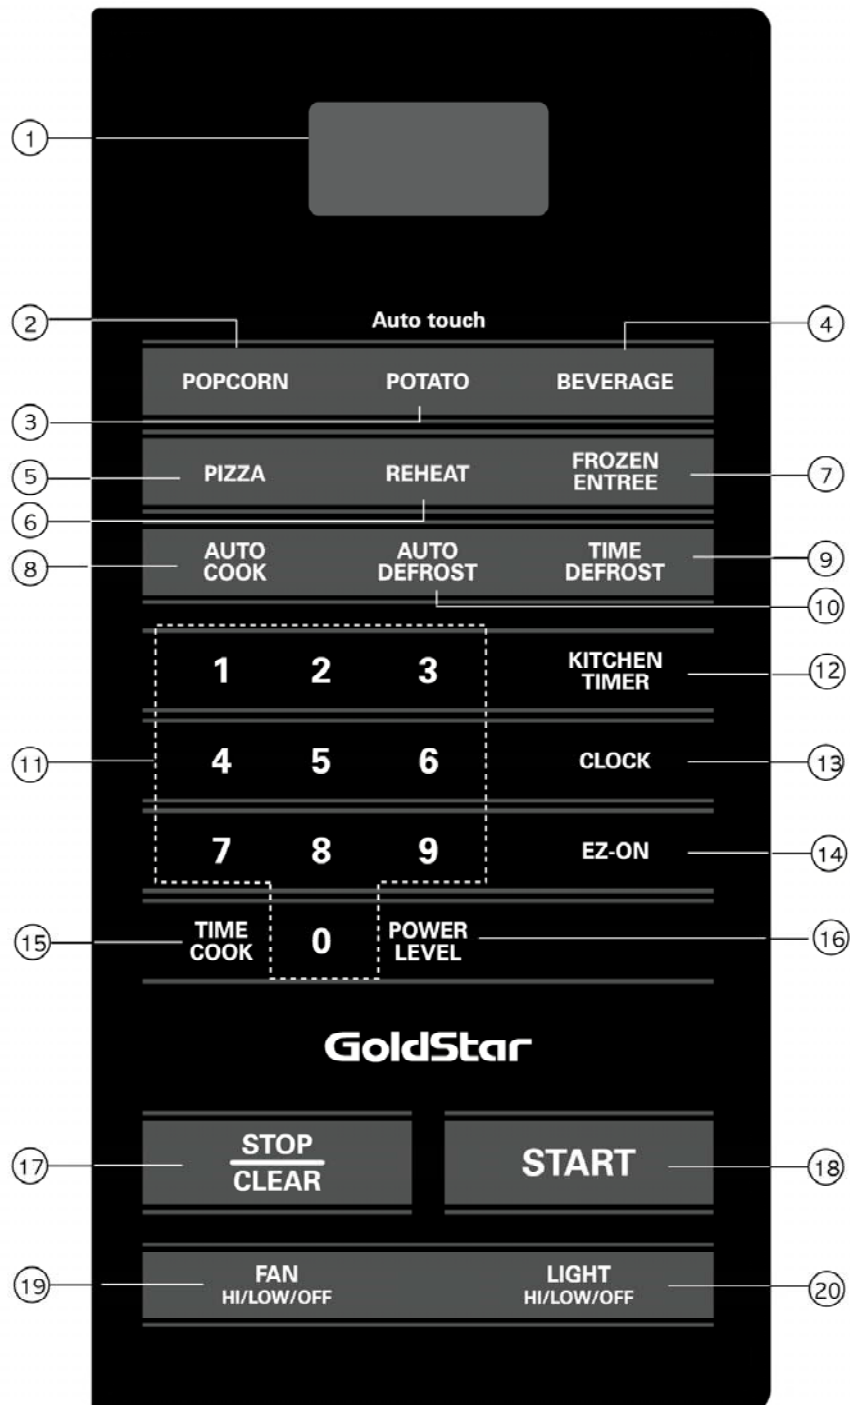 1
2
Auto touch
4
POPCORN
POTATO
BEVERAGE
3
5
PIZZA
REHEAT
FROZEN
ENTREE
7
6
8
AUTO
COOK
AUTO
DEFROST
TIME
DEFROST
9
10
1
2
3
KITCHEN
TIMER
12
11
4
5
6
CLOCK
13
7
8
9
EZ-ON
14
15
TIME
COOK
0
POWER
LEVEL
16
GoldStar
17
STOP
CLEAR
START
18
19
FAN
HI/LOW/OFF
LIGHT
HI/LOW/OFF
20